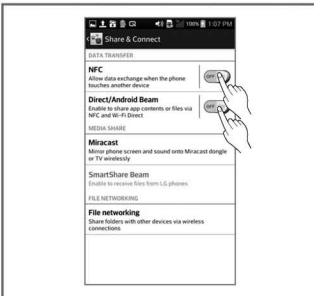 100% 1:07 PM
Share & Connect
DATA TRANSFER
NFC
Allow data exchange when the phone
touches another device
OFF
Direct/Android Beam
Enable to share app contents or files via
NFC and Wi-Fi Direct
OFF
MEDIA SHARE
Miracast
Mirror phone screen and sound onto Miracast dongle
or TV wirelessly
SmartShare Beam
Enable to receive files from LG phones
FILE NETWORKING
File networking
Share folders with other devices via wireless
connections